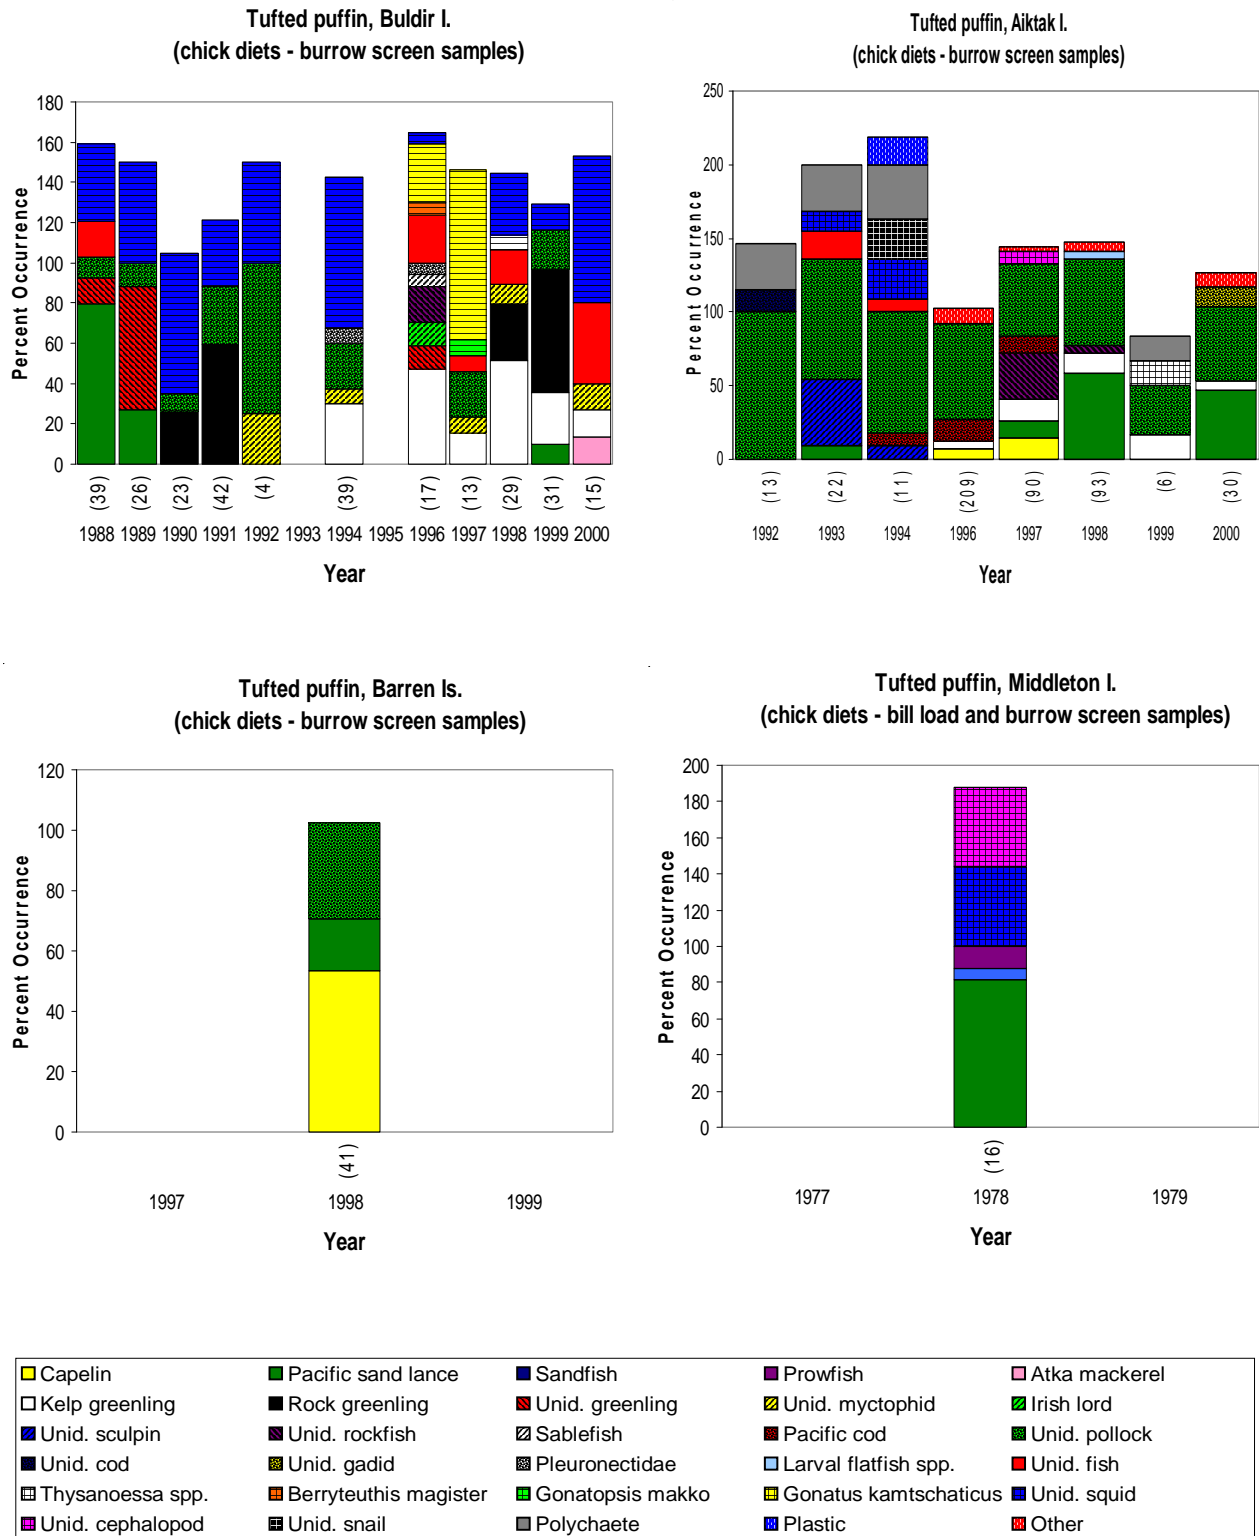 Tufted puffin, Buldir I.
(chick diets - burrow screen samples)
Percent Occurrence
180
160
140
120
100
80
60
40
20
0
(39) (26) (23) (42) (4) (39) (17) (13) (29) (31) (15)
1988 1989 1990 1991 1992 1993 1994 1995 1996 1997 1998 1999 2000
Year
Tufted puffin, Aiktak I.
(chick diets - burrow screen samples)
Percent Occurrence
250
200
150
100
50
0
(13) (22) (11) (209) (90) (93) (6) (30)
1992 1993 1994 1996 1997 1998 1999 2000
Year
Tufted puffin, Barren Is.
(chick diets - burrow screen samples)
Percent Occurrence
120
100
80
60
40
20
0
(41)
1997 1998 1999
Year
Tufted puffin, Middleton I.
(chick diets - bill load and burrow screen samples)
Percent Occurrence
200
180
160
140
120
100
80
60
40
20
0
(16)
1977 1978 1979
Year
Capelin Pacific sand lance Sandfish Prowfish Atka mackerel
Kelp greenling Rock greenling Unid. greenling Unid. myctophid Irish lord
Unid. sculpin Unid. rockfish Sablefish Pacific cod Unid. pollock
Unid. cod Unid. gadid Pleuronectidae Larval flatfish spp. Unid. fish
Thysanoessa spp. Berryteuthis magister Gonatopsis makko Gonatus kamtschaticus Unid. squid
Unid. cephalopod Unid. snail Polychaete Plastic Other